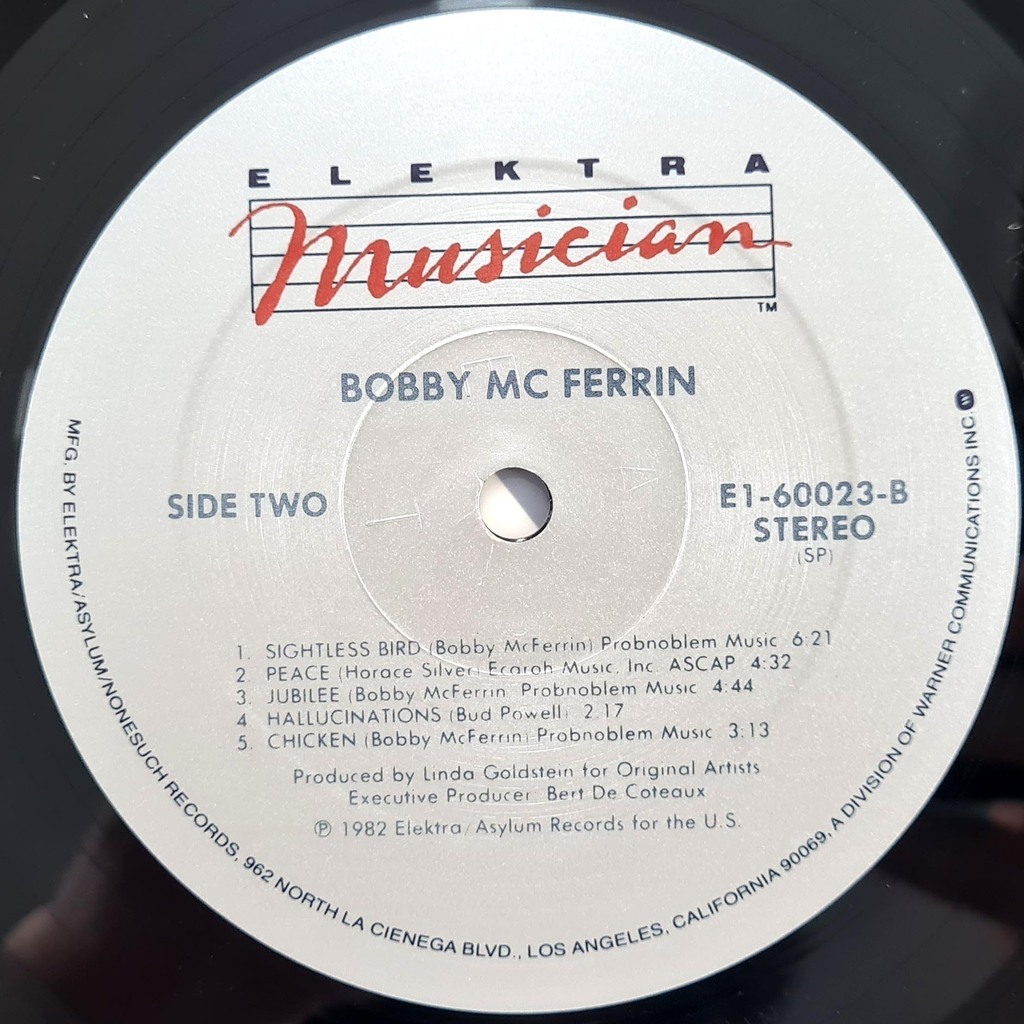 ELEKTRA
Musician
TM
BOBBY MC FERRIN
SIDE TWO
E1-60023-B
STEREO
(SP)
1. SIGHTLESS BIRD (Bobby McFerrin) Probnoblem Music 6:21
2. PEACE (Horace Silver) Ecaroh Music, Inc. ASCAP 4:32
3. JUBILEE (Bobby McFerrin) Probnoblem Music 4:44
4. HALLUCINATIONS (Bud Powell) 2:17
5. CHICKEN (Bobby McFerrin) Probnoblem Music 3:13
Produced by Linda Goldstein for Original Artists
Executive Producer: Bert De Coteaux
℗ 1982 Elektra/Asylum Records for the U.S.
MFG. BY ELEKTRA/ASYLUM/NONESUCH RECORDS, 962 NORTH LA CIENEGA BLVD., LOS ANGELES, CALIFORNIA 90069. A DIVISION OF WARNER COMMUNICATIONS INC.